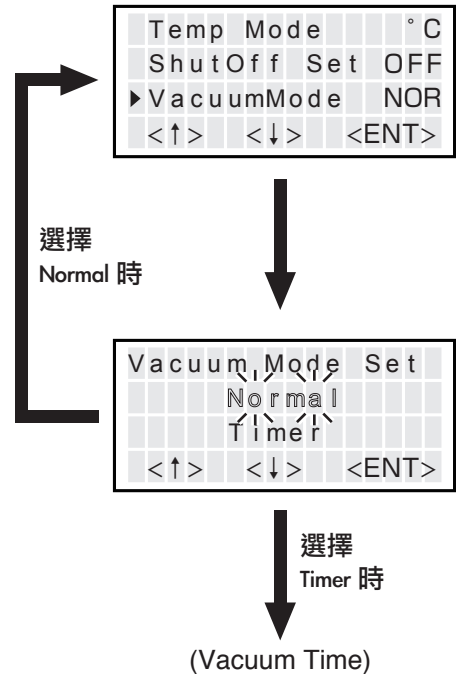 Temp Mode °C
ShutOff Set OFF
▶VacuumMode NOR
<↑> <↓> <ENT>
選擇
Normal 時
Vacuum Mode Set
Normal
Timer
<↑> <↓> <ENT>
選擇
Timer 時
(Vacuum Time)